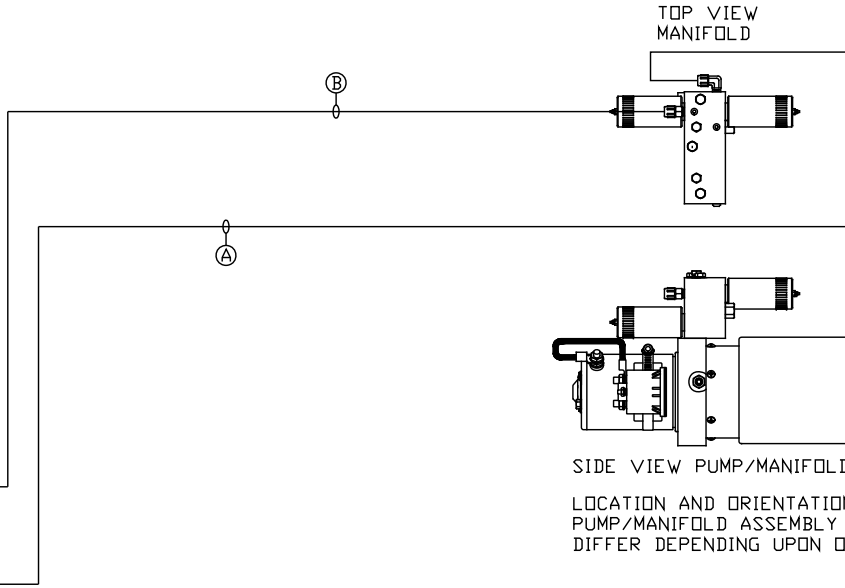 TOP VIEW
MANIFOLD
B
A
SIDE VIEW PUMP/MANIFOLD
LOCATION AND ORIENTATION
PUMP/MANIFOLD ASSEMBLY
DIFFER DEPENDING UPON O